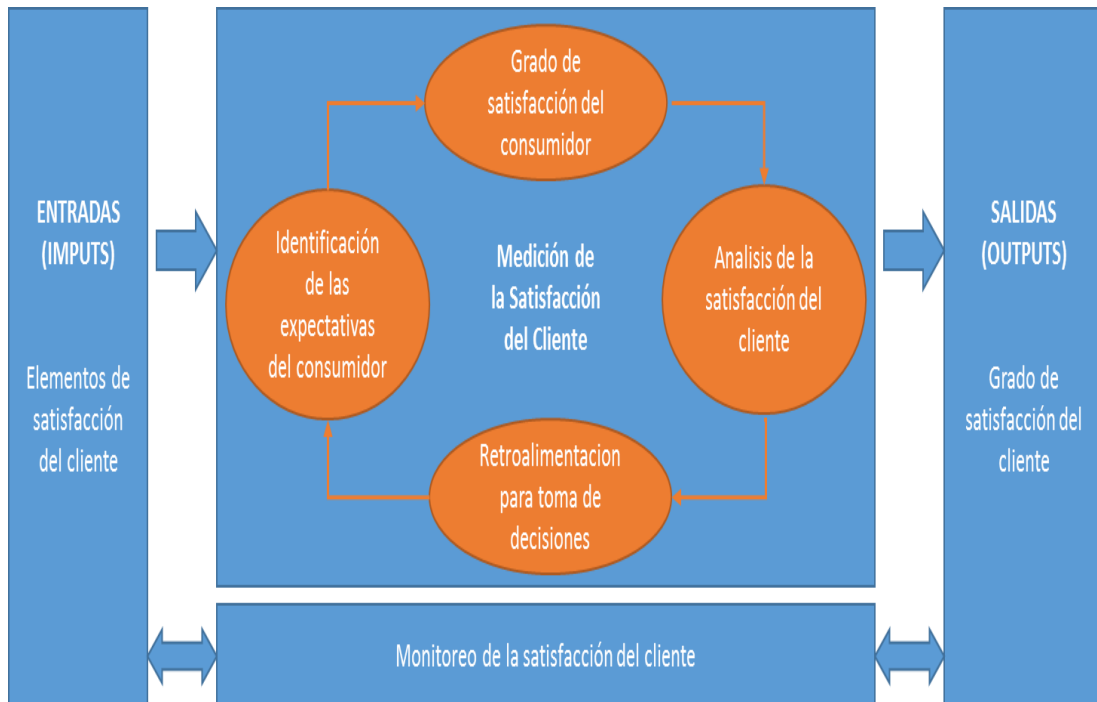 ENTRADAS
(IMPUTS)
Elementos de
satisfacción
del cliente
Grado de
satisfacción del
consumidor
Identificación
de las
expectativas
del consumidor
Medición de
la Satisfacción
del Cliente
Analisis de la
satisfacción del
cliente
Retroalimentacion
para toma de
decisiones
Monitoreo de la satisfacción del cliente
SALIDAS
(OUTPUTS)
Grado de
satisfacción del
cliente